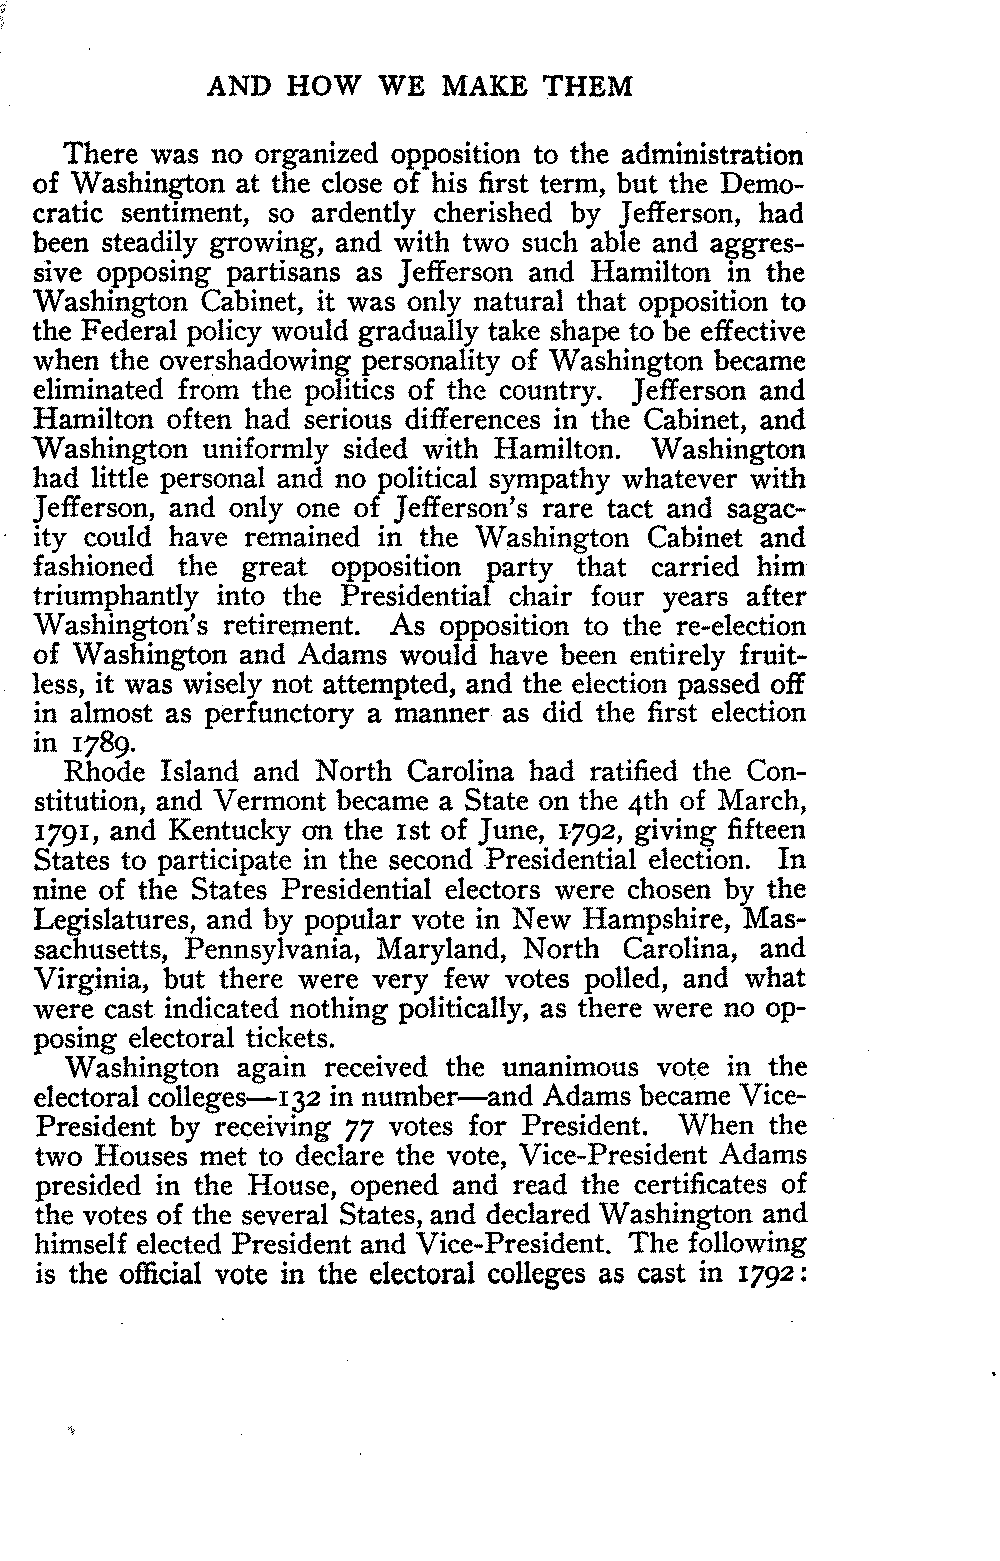 AND HOW WE MAKE THEM
There was no organized opposition to the administration
of Washington at the close of his first term, but the Demo-
cratic sentiment, so ardently cherished by Jefferson, had
been steadily growing, and with two such able and aggres-
sive opposing partisans as Jefferson and Hamilton in the
Washington Cabinet, it was only natural that opposition to
the Federal policy would gradually take shape to be effective
when the overshadowing personality of Washington became
eliminated from the politics of the country. Jefferson and
Hamilton often had serious differences in the Cabinet, and
Washington uniformly sided with Hamilton. Washington
had little personal and no political sympathy whatever with
Jefferson, and only one of Jefferson's rare tact and sagac-
ity could have remained in the Washington Cabinet and
fashioned the great opposition party that carried him
triumphantly into the Presidential chair four years after
Washington's retirement. As opposition to the re-election
of Washington and Adams would have been entirely fruit-
less, it was wisely not attempted, and the election passed off
in almost as perfunctory a manner as did the first election
in 1789.
Rhode Island and North Carolina had ratified the Con-
stitution, and Vermont became a State on the 4th of March,
1791, and Kentucky on the 1st of June, 1792, giving fifteen
States to participate in the second Presidential election. In
nine of the States Presidential electors were chosen by the
Legislatures, and by popular vote in New Hampshire, Mas-
sachusetts, Pennsylvania, Maryland, North Carolina, and
Virginia, but there were very few votes polled, and what
were cast indicated nothing politically, as there were no op-
posing electoral tickets.
Washington again received the unanimous vote in the
electoral colleges—132 in number—and Adams became Vice-
President by receiving 77 votes for President. When the
two Houses met to declare the vote, Vice-President Adams
presided in the House, opened and read the certificates of
the votes of the several States, and declared Washington and
himself elected President and Vice-President. The following
is the official vote in the electoral colleges as cast in 1792: